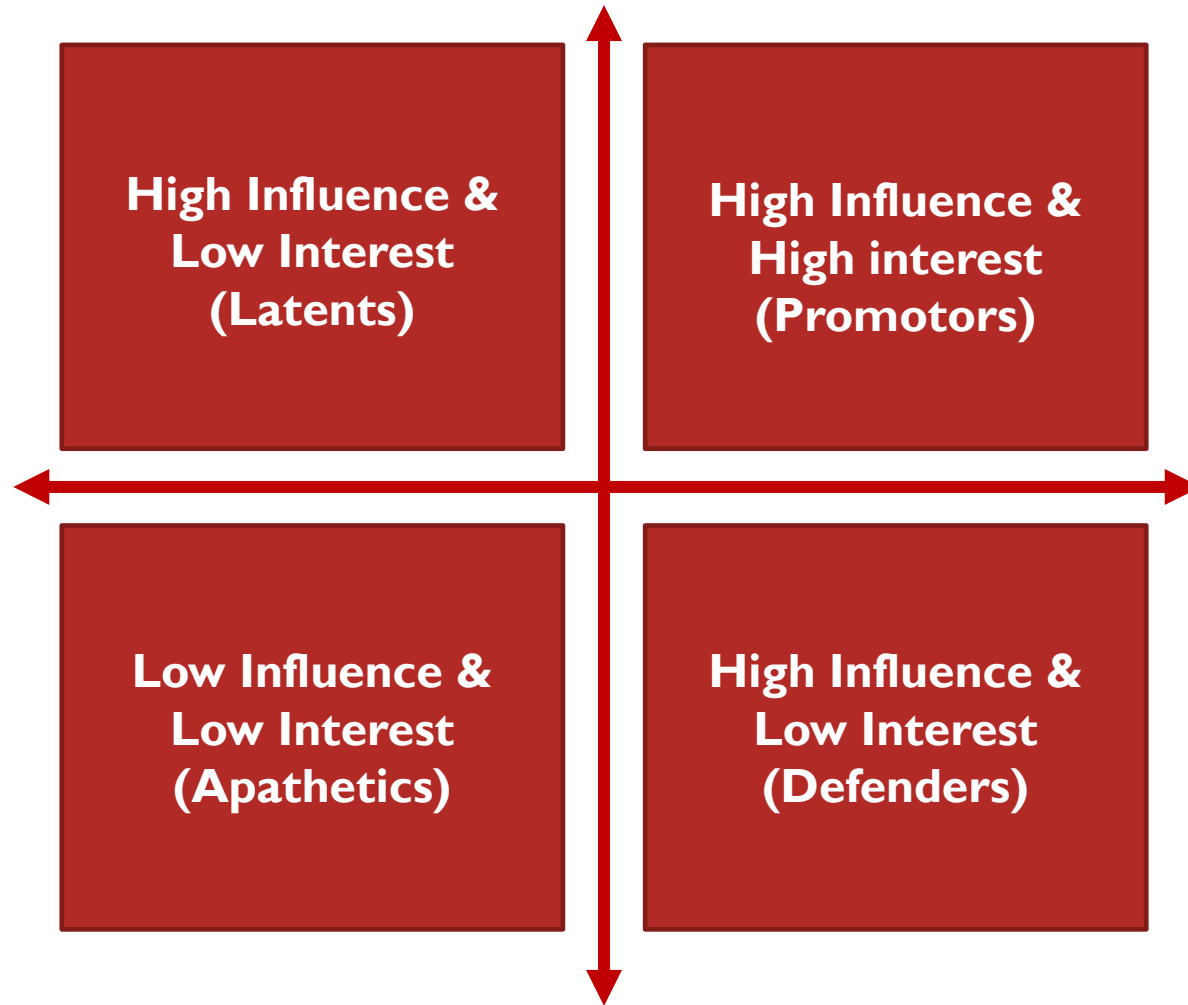 High Influence &
Low Interest
(Latents)
High Influence &
High interest
(Promotors)
Low Influence &
Low Interest
(Apathetics)
High Influence &
Low Interest
(Defenders)